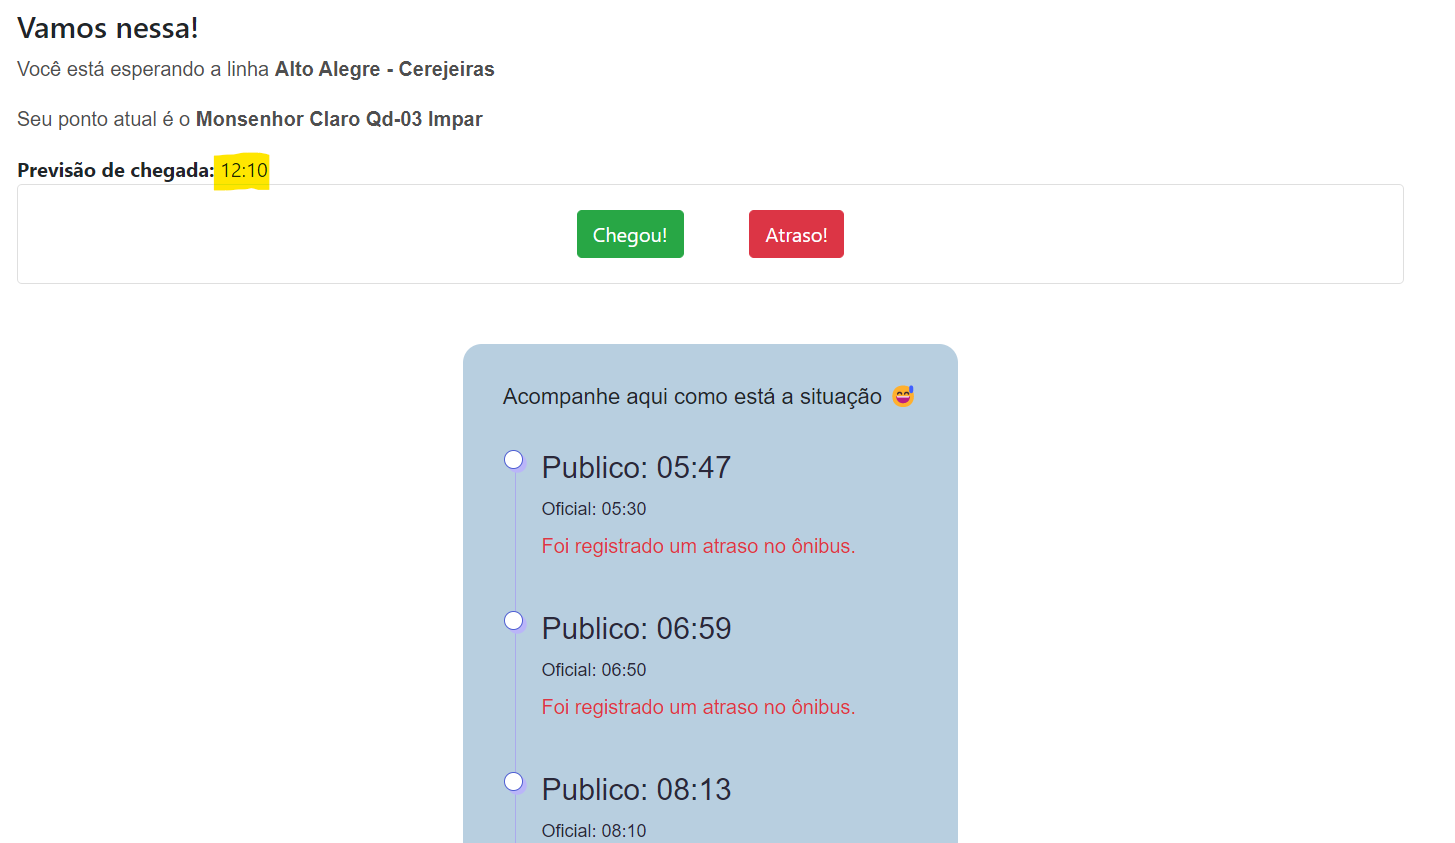 Vamos nessa!
Você está esperando a linha Alto Alegre - Cerejeiras
Seu ponto atual é o Monsenhor Claro Qd-03 Impar
Previsão de chegada: 12:10
Chegou!
Atraso!
Acompanhe aqui como está a situação 😅
Publico: 05:47
Oficial: 05:30
Foi registrado um atraso no ônibus.
Publico: 06:59
Oficial: 06:50
Foi registrado um atraso no ônibus.
Publico: 08:13
Oficial: 08:10